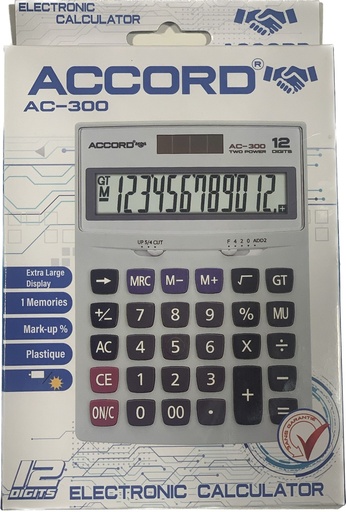 ELECTRONIC
CALCULATOR
ACCORD®
AC-300
ACCORD
AC-300 12
TWO POWER DIGITS
GT
M 123456789012.
UP 5/4 CUT F 4 2 0 ADD2
Extra Large
Display
1 Memories
Mark-up %
Plastique
→ MRC M- M+ √ GT
+/- 7 8 9 % MU
AC 4 5 6 X ÷
CE 1 2 3 + −
ON/C 0 00 • =
SANS GARANTIE
12
DIGITS
ELECTRONIC CALCULATOR